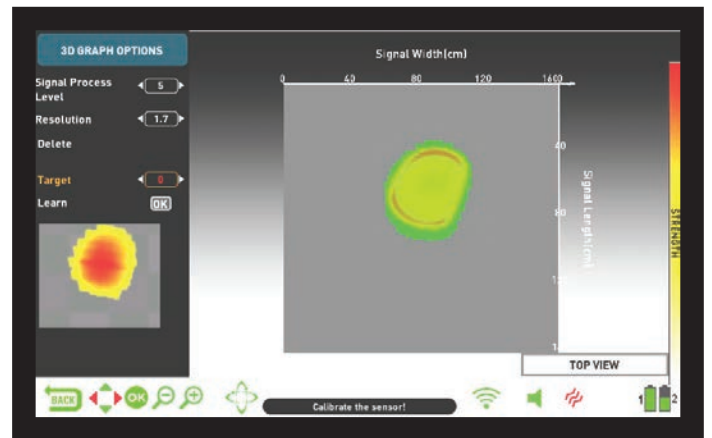 3D GRAPH OPTIONS
Signal Process
Level
5
Resolution
1.7
Delete
Target
0
Learn
OK
Signal Width(cm)
0 40 80 120 160
40
80
Signal Length(cm)
STRENGTH
TOP VIEW
BACK
OK
Calibrate the sensor!
1
2